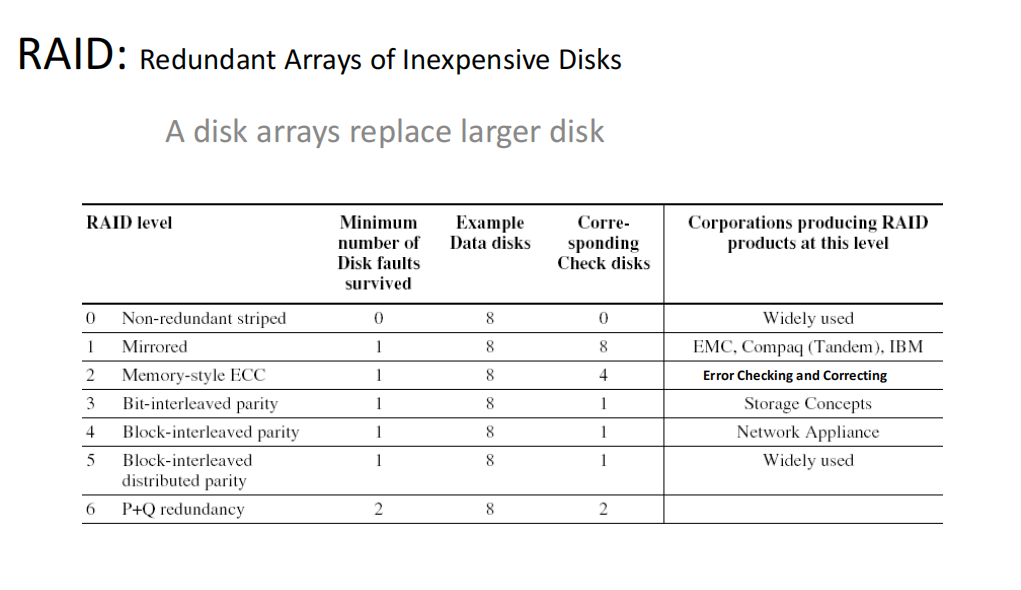 RAID: Redundant Arrays of Inexpensive Disks
A disk arrays replace larger disk
RAID level
Minimum number of Disk faults survived
Example Data disks
Corre-sponding Check disks
Corporations producing RAID products at this level
0 Non-redundant striped 0 8 0 Widely used
1 Mirrored 1 8 8 EMC, Compaq (Tandem), IBM
2 Memory-style ECC 1 8 4 Error Checking and Correcting
3 Bit-interleaved parity 1 8 1 Storage Concepts
4 Block-interleaved parity 1 8 1 Network Appliance
5 Block-interleaved distributed parity 1 8 1 Widely used
6 P+Q redundancy 2 8 2